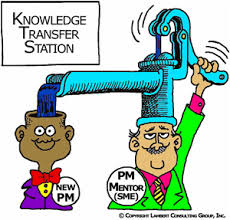 KNOWLEDGE
TRANSFER
STATION
NEW
PM
PM
MENTOR
(SME)
© COPYRIGHT LAMBERT CONSULTING GROUP, INC.